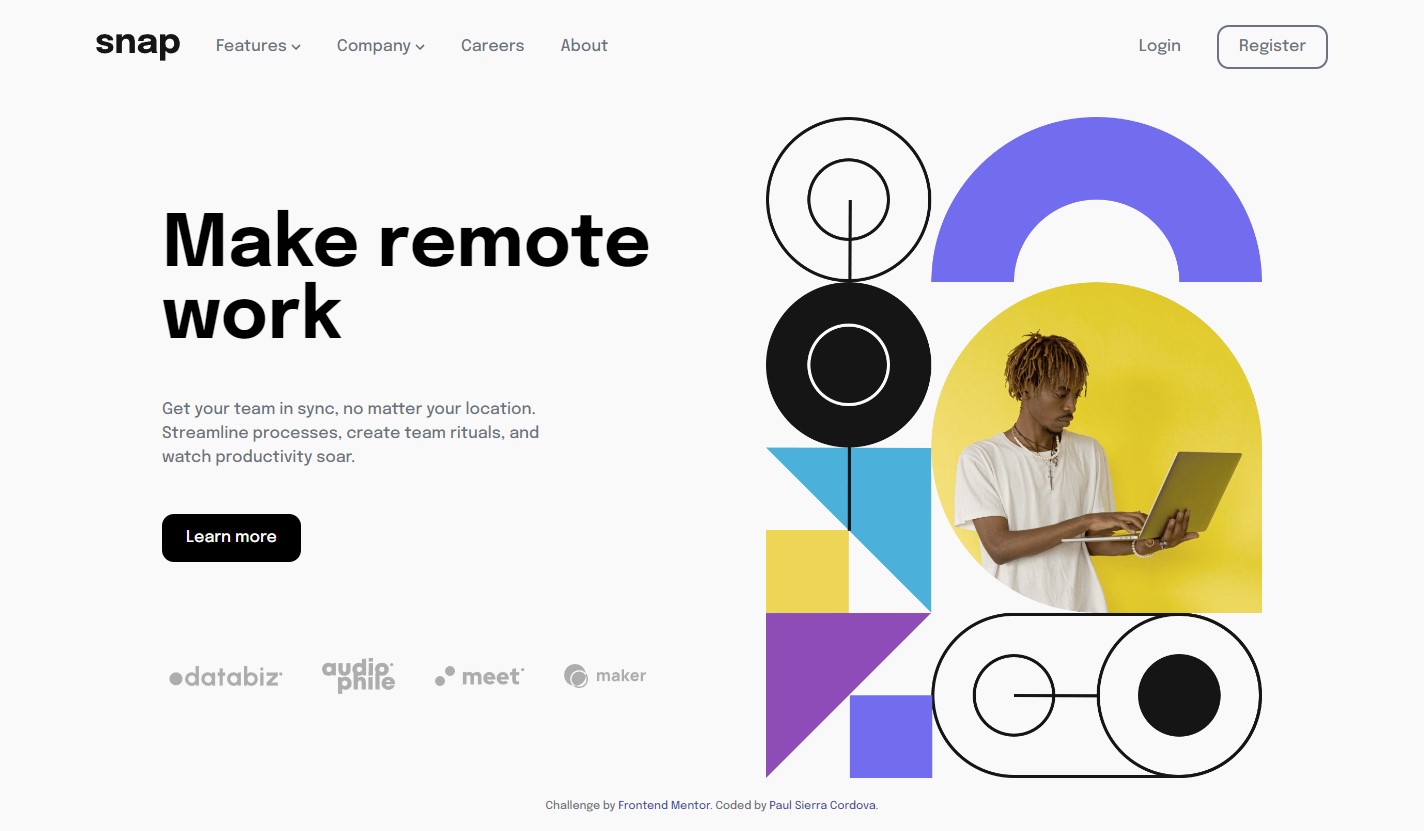 snap
Features
Company
Careers
About
Login
Register
Make remote
work
Get your team in sync, no matter your location.
Streamline processes, create team rituals, and
watch productivity soar.
Learn more
databiz
audio
phile
meet
maker
Challenge by Frontend Mentor. Coded by Paul Sierra Cordova.